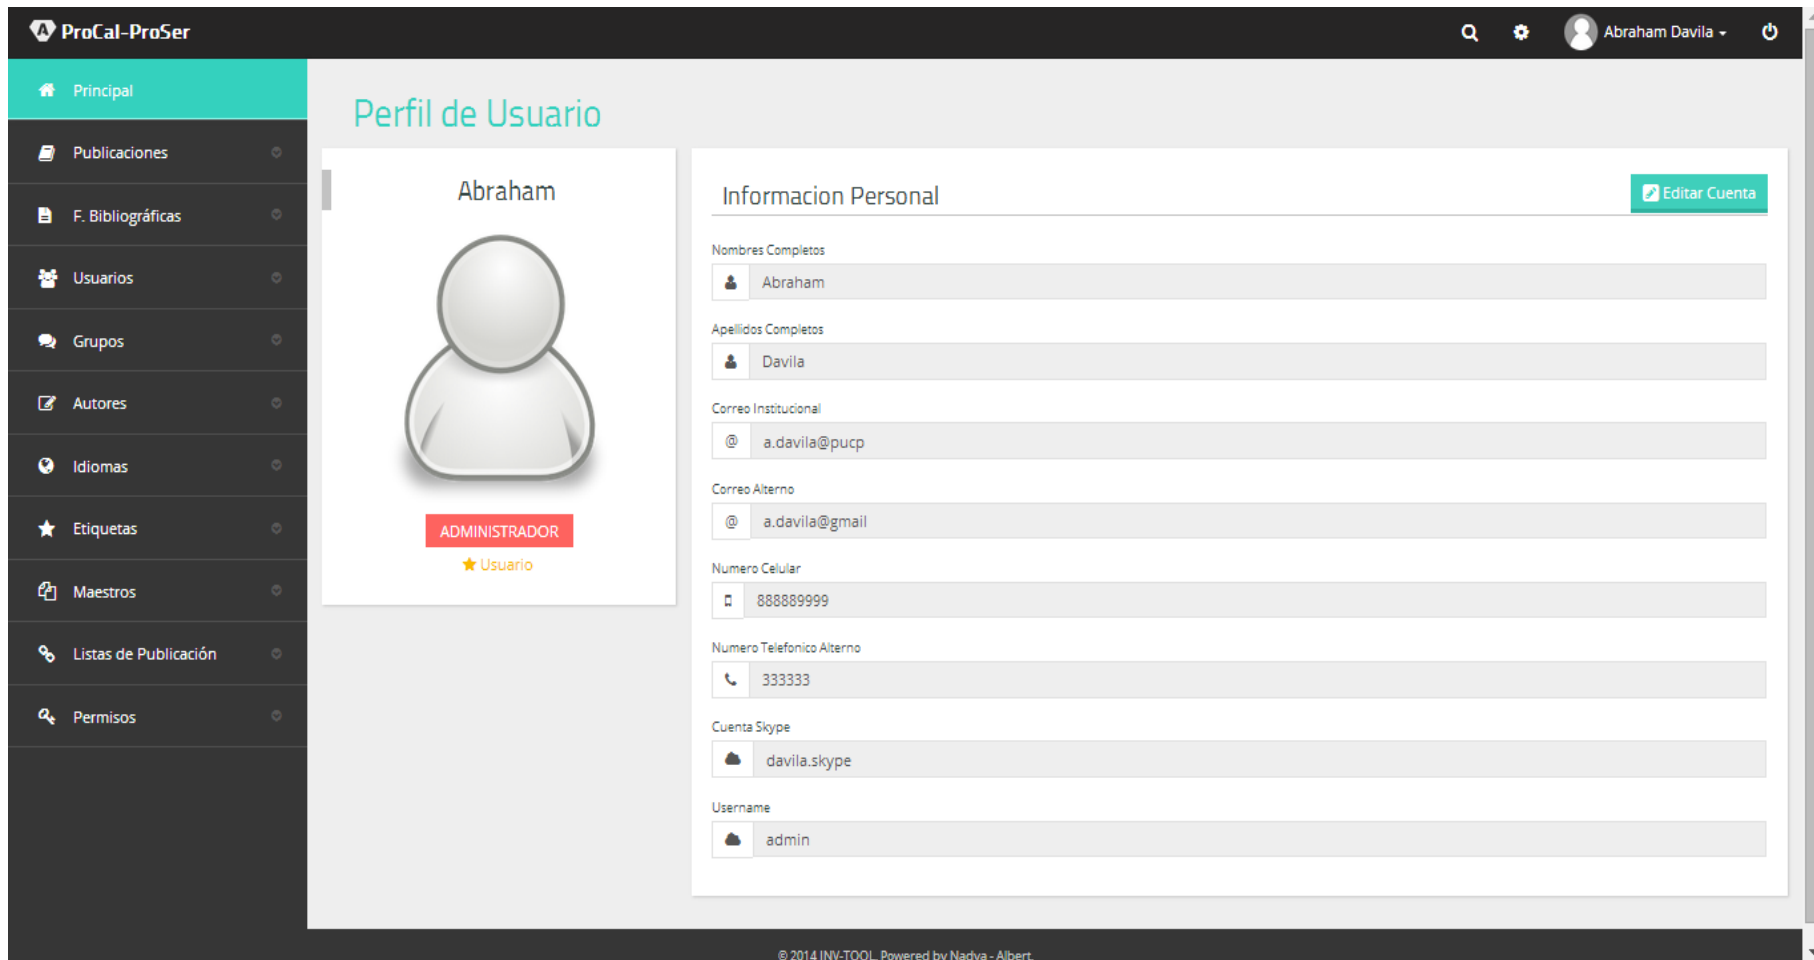 ProCal-ProSer
Abraham Davila
Principal
Publicaciones
F. Bibliográficas
Usuarios
Grupos
Autores
Idiomas
Etiquetas
Maestros
Listas de Publicación
Permisos
Perfil de Usuario
Abraham
ADMINISTRADOR
Usuario
Informacion Personal
Editar Cuenta
Nombres Completos
Abraham
Apellidos Completos
Davila
Correo Institucional
@ a.davila@pucp
Correo Alterno
@ a.davila@gmail
Numero Celular
888889999
Numero Telefonico Alterno
333333
Cuenta Skype
davila.skype
Username
admin
© 2014 INV-TOOL. Powered by Nadya - Albert.